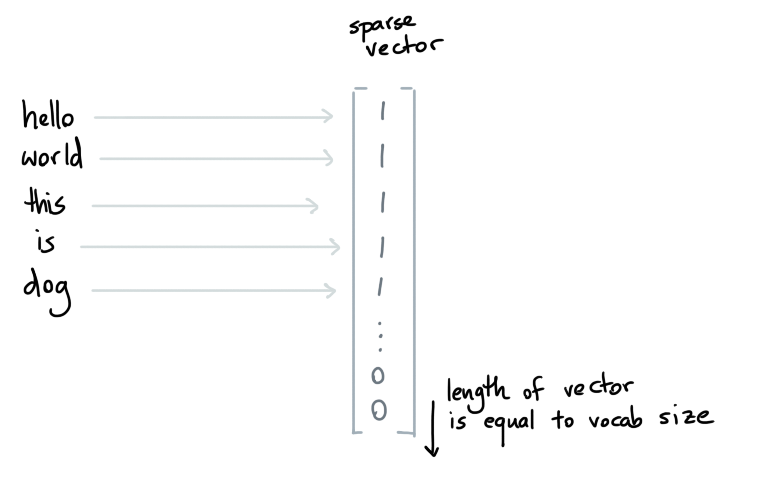 sparse
vector
hello
world
this
is
dog
1
1
1
1
1
⋮
0
0
length of vector
is equal to vocab size